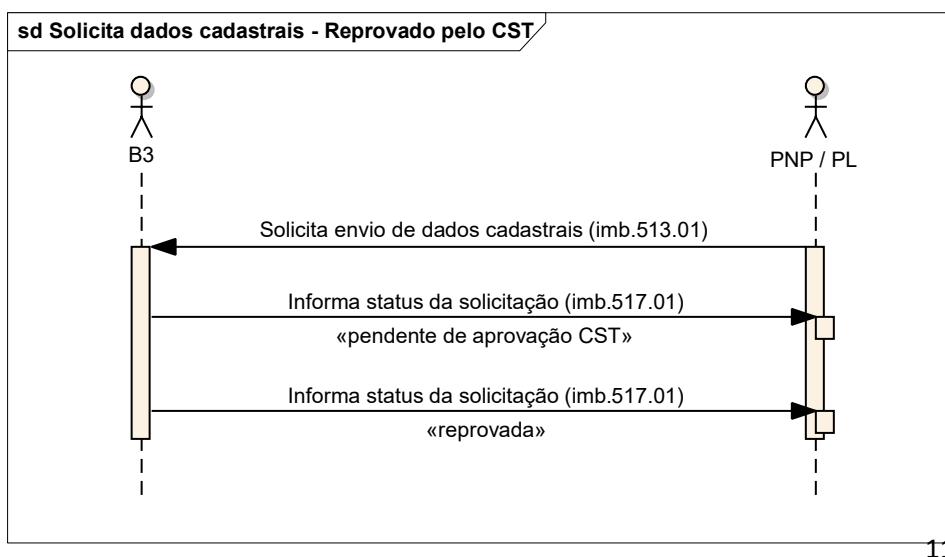 sd Solicita dados cadastrais - Reprovado pelo CST
B3
PNP / PL
Solicita envio de dados cadastrais (imb.513.01)
Informa status da solicitação (imb.517.01)
«pendente de aprovação CST»
Informa status da solicitação (imb.517.01)
«reprovada»